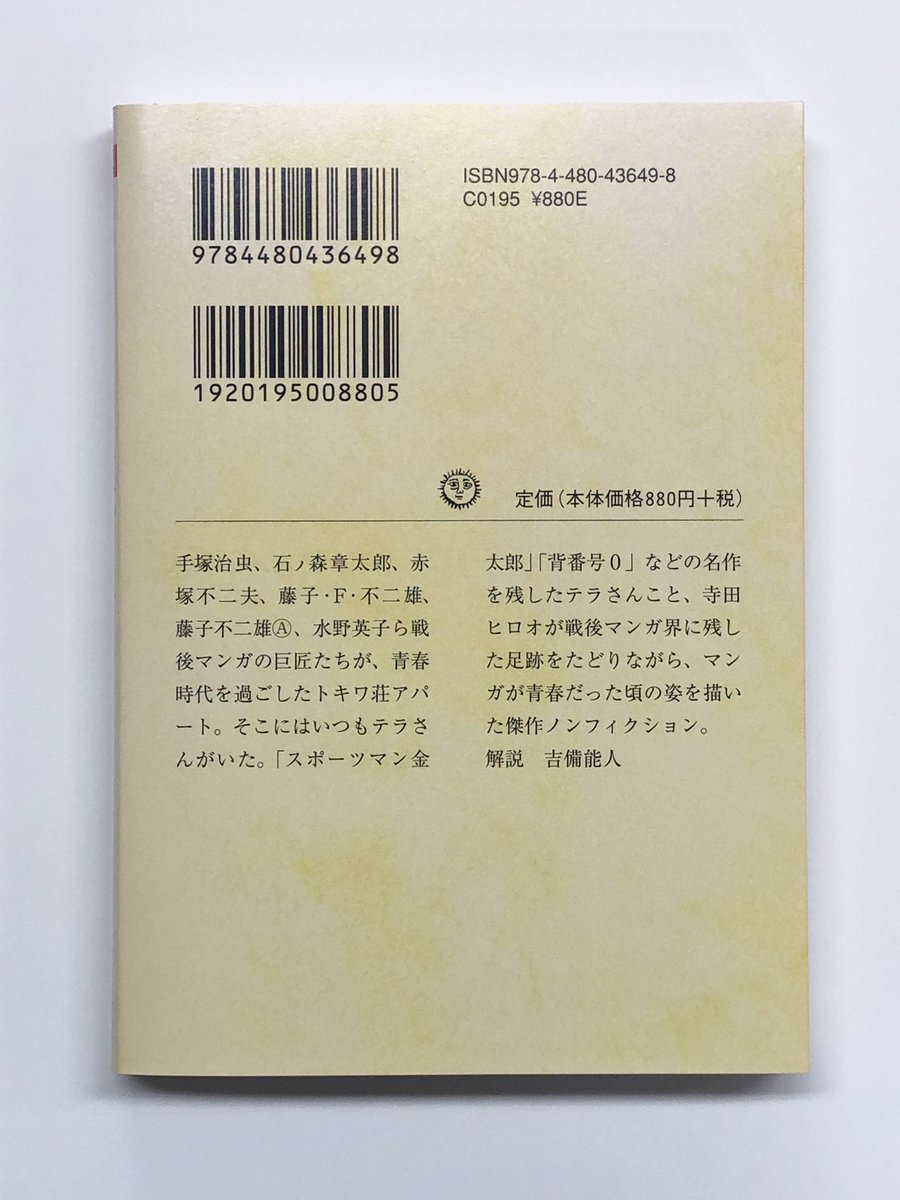 9784480436498
ISBN978-4-480-43649-8
C0195 ¥880E
1920195008805
定価(本体価格880円+税)
手塚治虫、石ノ森章太郎、赤
塚不二夫、藤子・F・不二雄、
藤子不二雄Ⓐ、水野英子ら戦
後マンガの巨匠たちが、青春
時代を過ごしたトキワ荘アパ
ート。そこにはいつもテラさ
んがいた。「スポーツマン金
太郎」「背番号0」などの名作
を残したテラさんこと、寺田
ヒロオが戦後マンガ界に残し
た足跡をたどりながら、マン
ガが青春だった頃の姿を描い
た傑作ノンフィクション。
解説　吉備能人